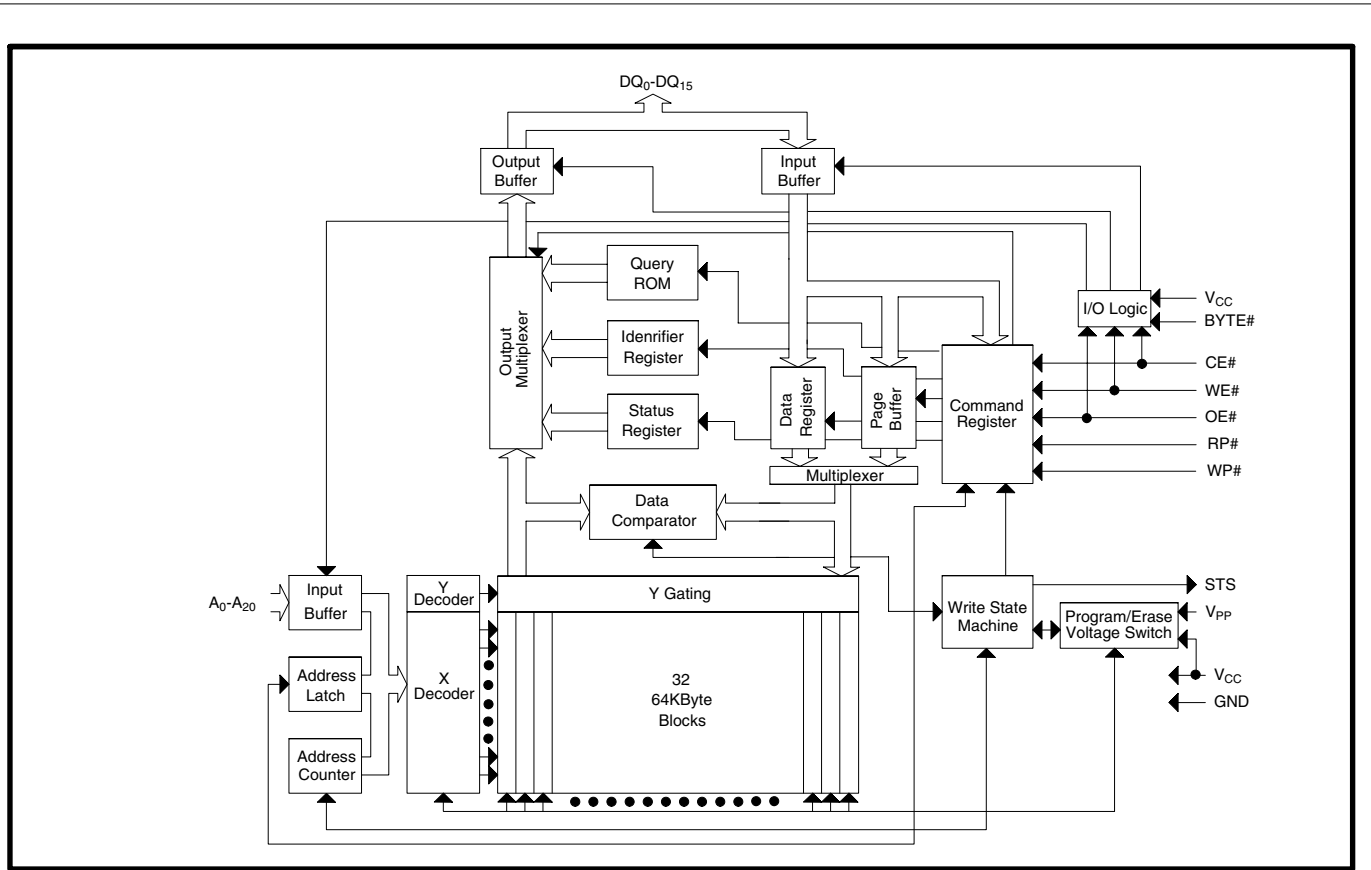 DQ0-DQ15
Output
Buffer
Input
Buffer
Output
Multiplexer
Query
ROM
Idenrifier
Register
Status
Register
Data
Register
Page
Buffer
Multiplexer
Command
Register
I/O Logic
VCC
BYTE#
CE#
WE#
OE#
RP#
WP#
Data
Comparator
A0-A20
Input
Buffer
Address
Latch
Address
Counter
Y
Decoder
X
Decoder
Y Gating
32
64KByte
Blocks
Write State
Machine
Program/Erase
Voltage Switch
STS
VPP
VCC
GND